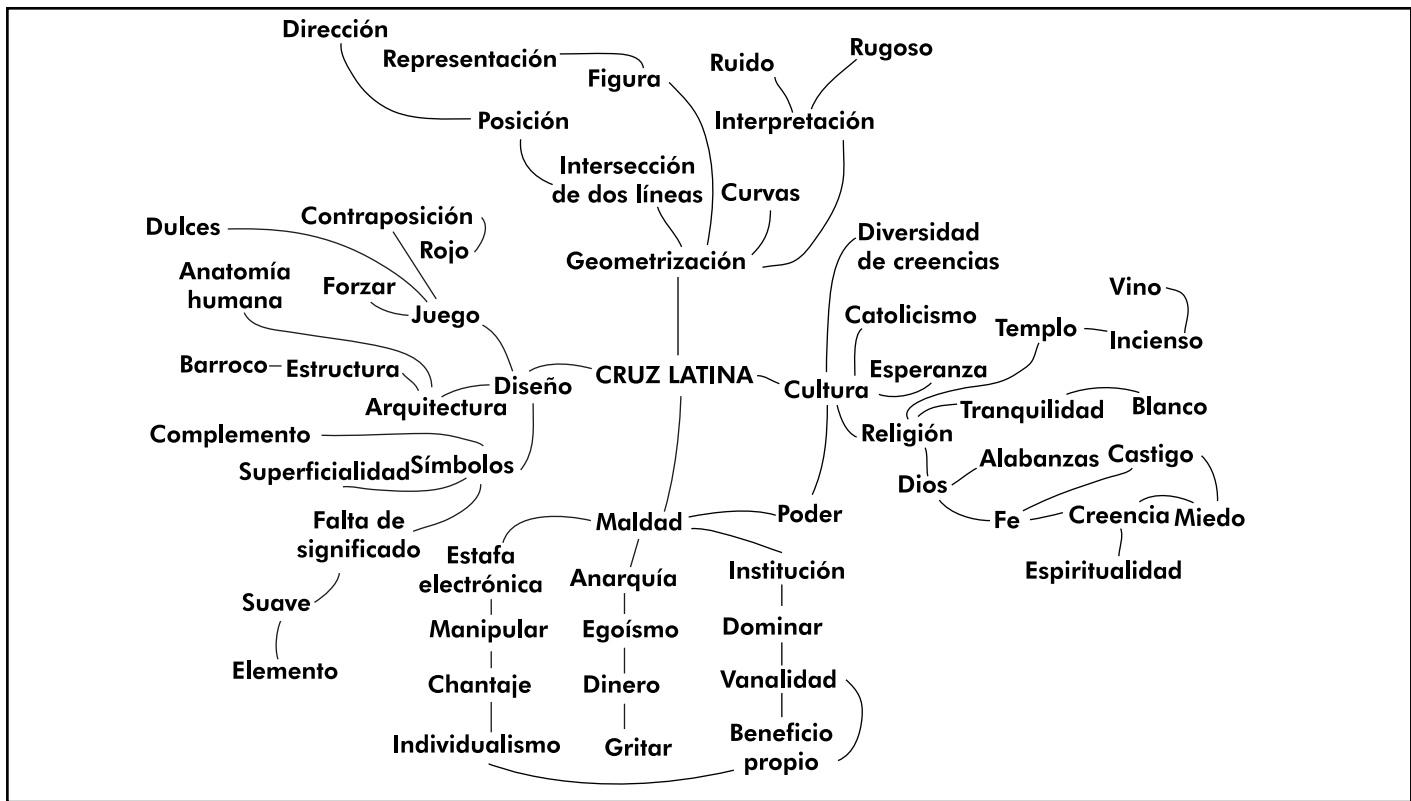 Dirección
Representación
Figura
Ruido
Rugoso
Posición
Interpretación
Intersección
de dos líneas
Curvas
Geometrización
Contraposición
Dulces
Rojo
Anatomía
humana
Forzar
Juego
Barroco
Estructura
Diseño
Arquitectura
Complemento
Superficialidad
Símbolos
Falta de
significado
Suave
Elemento
CRUZ LATINA
Diversidad
de creencias
Catolicismo
Esperanza
Cultura
Vino
Templo
Incienso
Tranquilidad
Blanco
Religión
Alabanzas
Castigo
Dios
Fe
Creencia
Miedo
Espiritualidad
Maldad
Poder
Estafa
electrónica
Anarquía
Institución
Manipular
Egoísmo
Dominar
Chantaje
Dinero
Vanalidad
Individualismo
Gritar
Beneficio
propio